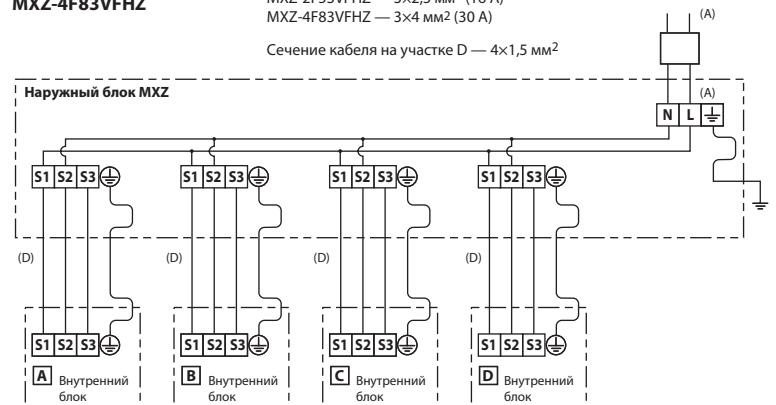 MXZ-4F83VFHZ
MXZ-4F83VFHZ — 3×4 мм² (30 А)
Сечение кабеля на участке D — 4×1,5 мм²
(A)
Наружный блок MXZ
(A)
N L
S1 S2 S3 S1 S2 S3 S1 S2 S3 S1 S2 S3
(D) (D) (D) (D)
S1 S2 S3 S1 S2 S3 S1 S2 S3 S1 S2 S3
A Внутренний блок
B Внутренний блок
C Внутренний блок
D Внутренний блок